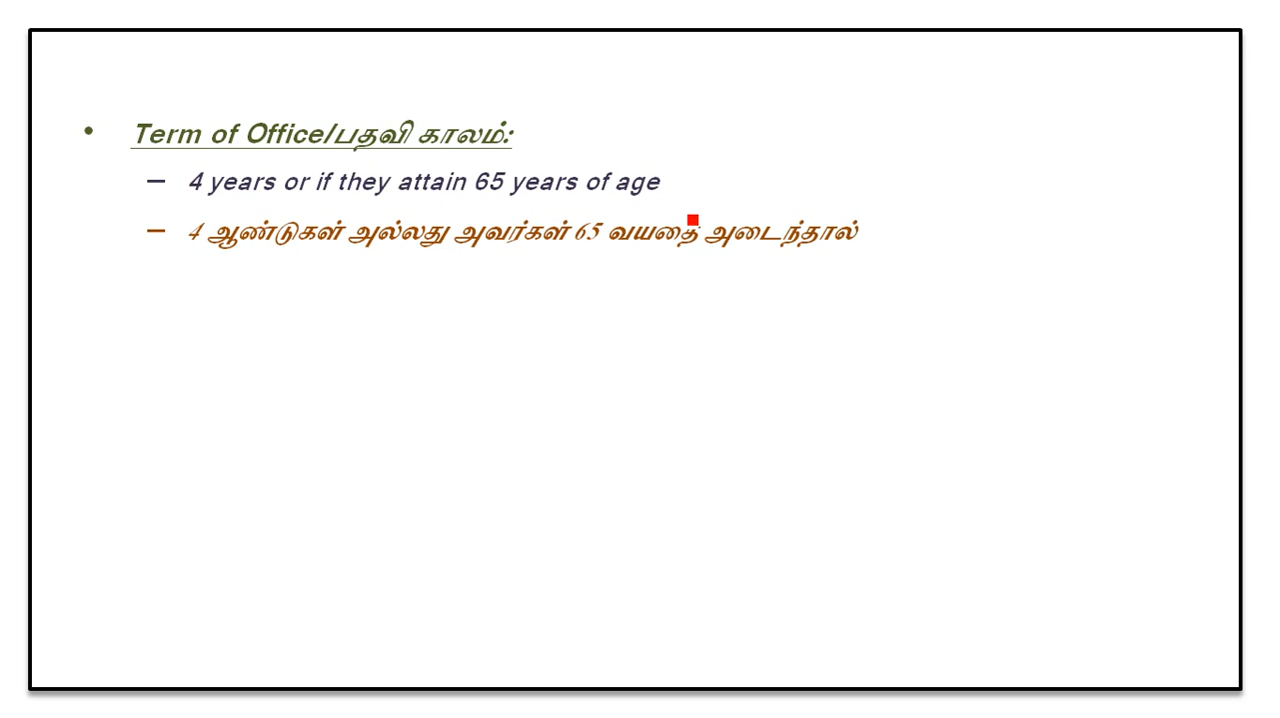 • Term of Office/பதவி காலம்:
– 4 years or if they attain 65 years of age
– 4 ஆண்டுகள் அல்லது அவர்கள் 65 வயதை அடைந்தால்